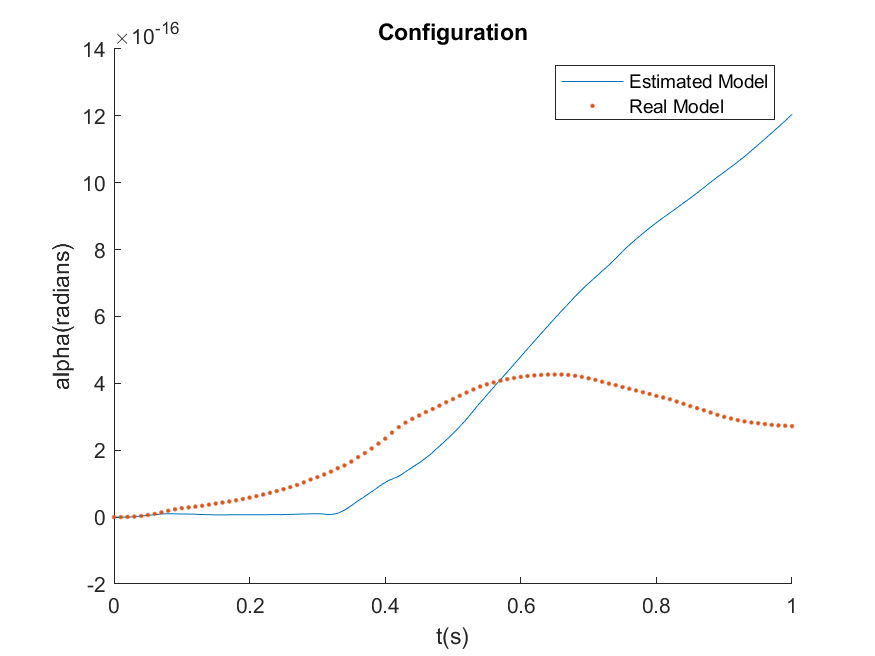 Configuration
×10-16
14
12
10
8
6
4
2
0
-2
alpha(radians)
Estimated Model
Real Model
0 0.2 0.4 0.6 0.8 1
t(s)